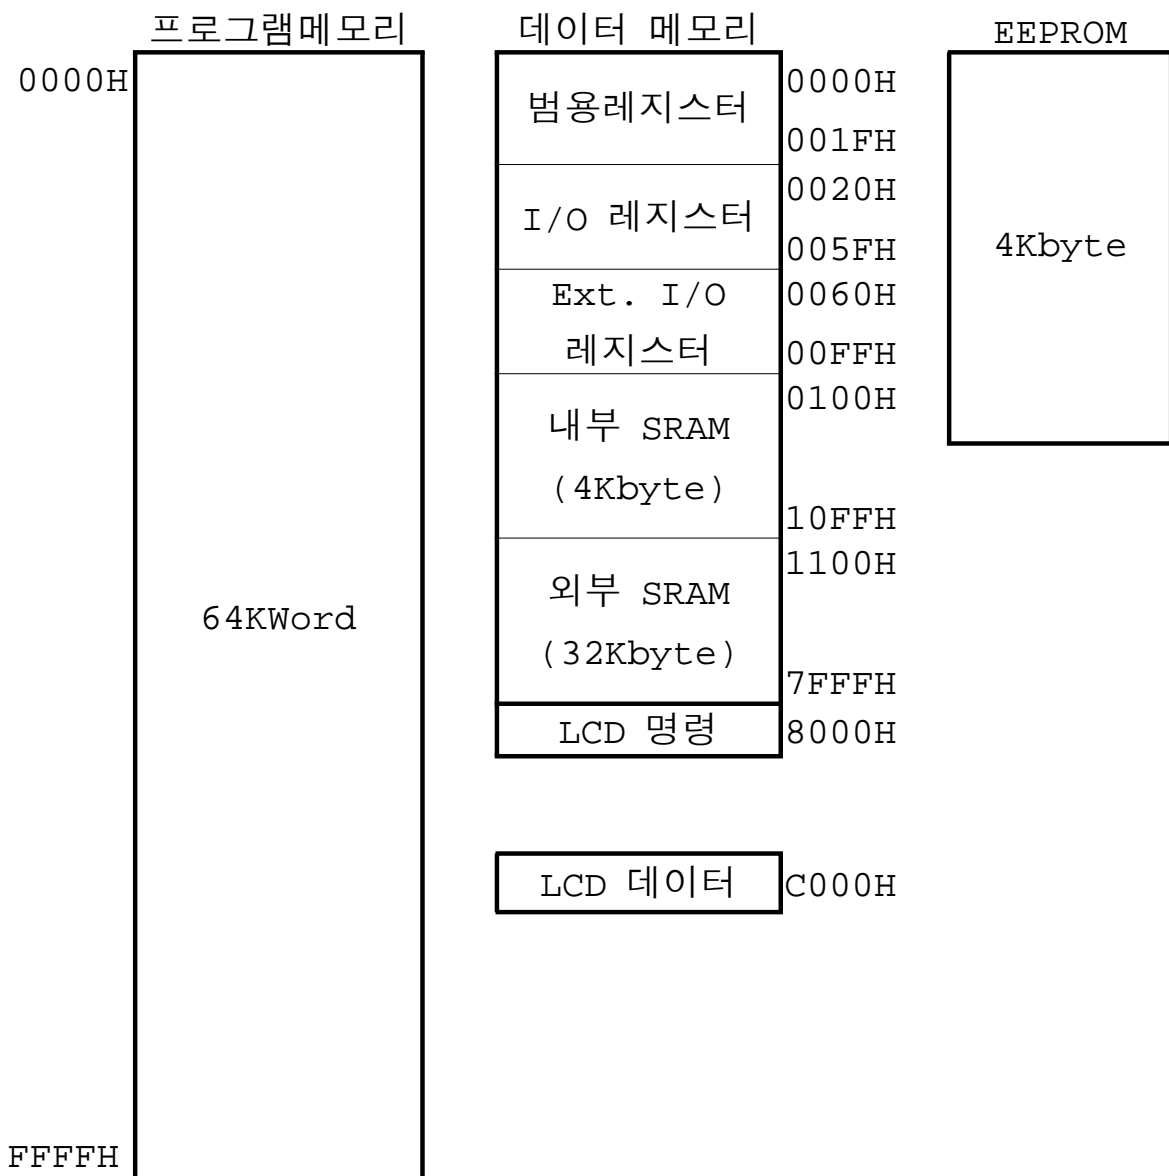 프로그램메모리
0000H
64KWord
FFFFH
데이터 메모리
범용레지스터
0000H
001FH
I/O 레지스터
0020H
005FH
Ext. I/O
레지스터
0060H
00FFH
내부 SRAM
(4Kbyte)
0100H
10FFH
외부 SRAM
(32Kbyte)
1100H
7FFFH
LCD 명령
8000H
LCD 데이터
C000H
EEPROM
4Kbyte